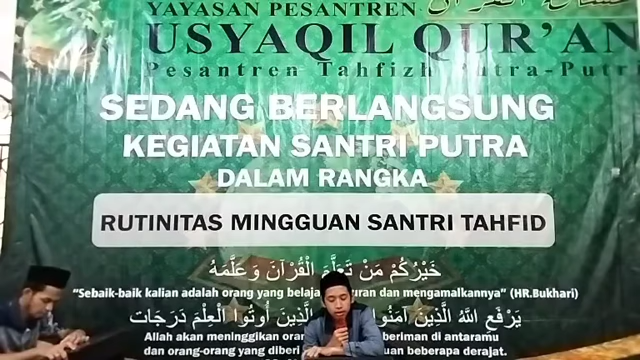 YAYASAN PESANTREN
USYAQIL QUR'AN
Pesantren Tahfizh Putra-Putri
SEDANG BERLANGSUNG
KEGIATAN SANTRI PUTRA
DALAM RANGKA
RUTINITAS MINGGUAN SANTRI TAHFID
خَيْرُكُمْ مَنْ تَعَلَّمَ الْقُرْآنَ وَعَلَّمَهُ
“Sebaik-baik kalian adalah orang yang belaja uran dan mengamalkannya” (HR.Bukhari)
يَرْفَعِ اللَّهُ الَّذِينَ آمَنُوا الَّذِينَ أُوتُوا الْعِلْمَ دَرَجَات
Allah akan meninggikan oran beriman di antaramu
dan orang-orang yang diberi uan beberapa derajat.